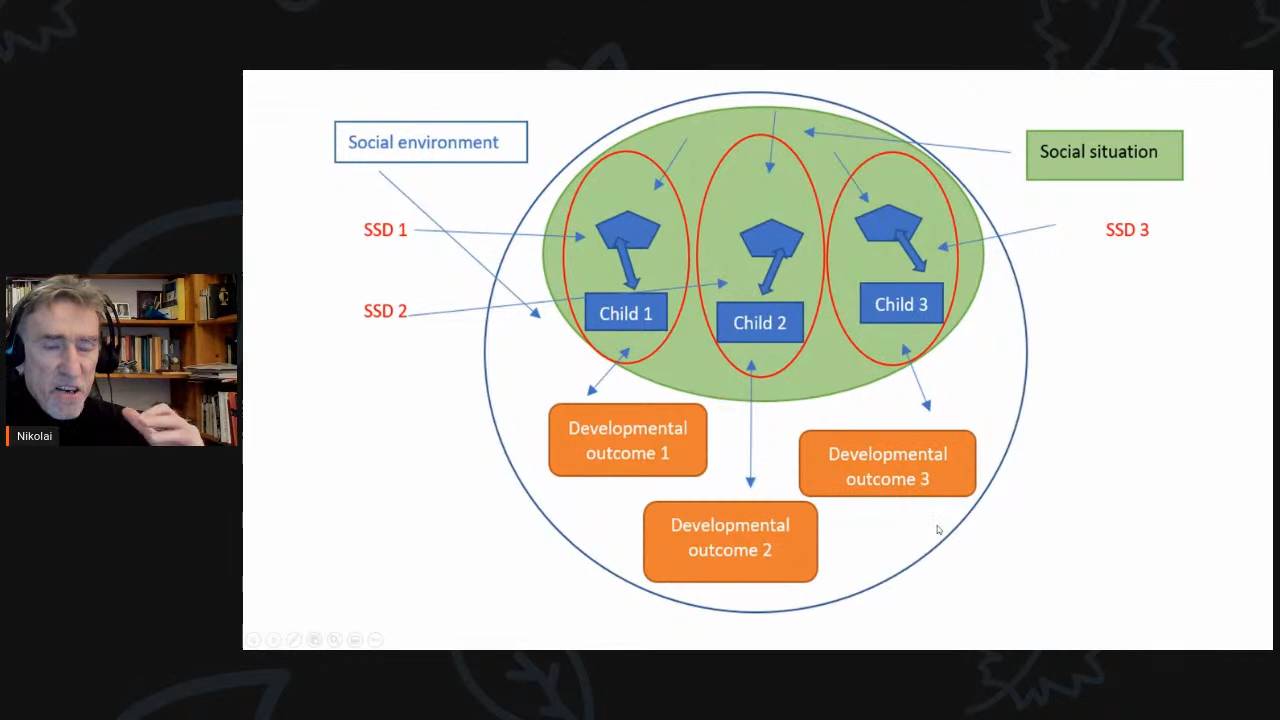 Social environment
Social situation
SSD 1
SSD 3
SSD 2
Child 1
Child 2
Child 3
Developmental
outcome 1
Developmental
outcome 3
Developmental
outcome 2
Nikolai